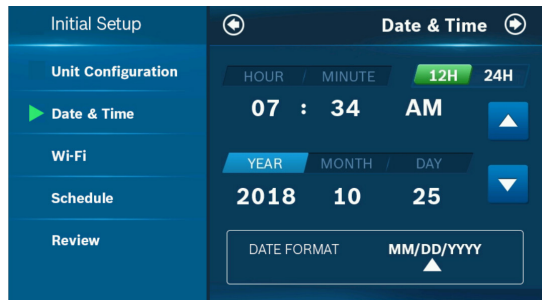 Initial Setup
Date & Time
Unit Configuration
Date & Time
Wi-Fi
Schedule
Review
HOUR / MINUTE
12H 24H
07 : 34 AM
YEAR / MONTH / DAY
2018 10 25
DATE FORMAT MM/DD/YYYY